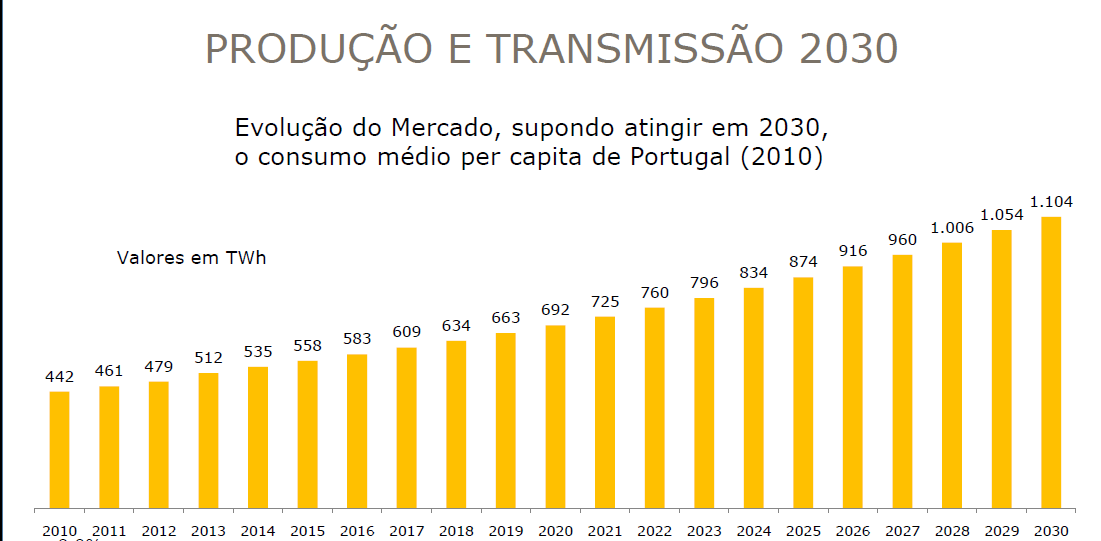 PRODUÇÃO E TRANSMISSÃO 2030
Evolução do Mercado, supondo atingir em 2030,
o consumo médio per capita de Portugal (2010)
Valores em TWh
442 461 479 512 535 558 583 609 634 663 692 725 760 796 834 874 916 960 1.006 1.054 1.104
2010 2011 2012 2013 2014 2015 2016 2017 2018 2019 2020 2021 2022 2023 2024 2025 2026 2027 2028 2029 2030